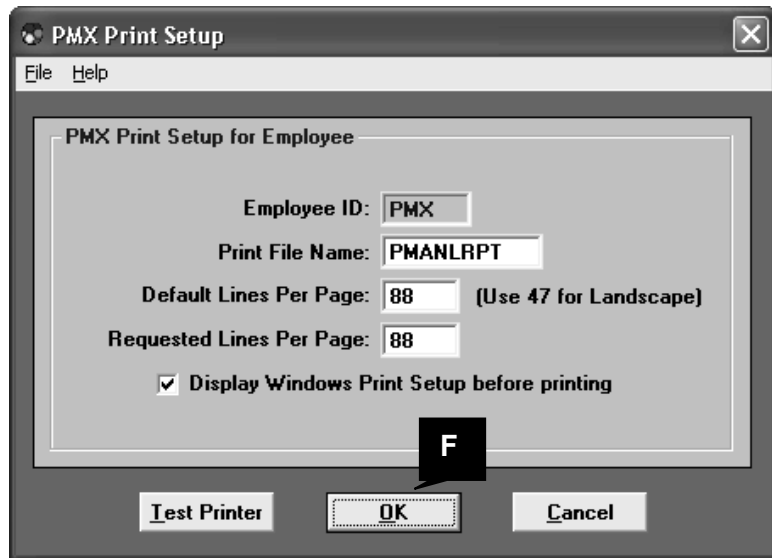 PMX Print Setup
File Help
PMX Print Setup for Employee
Employee ID: PMX
Print File Name: PMANLRPT
Default Lines Per Page: 88 (Use 47 for Landscape)
Requested Lines Per Page: 88
Display Windows Print Setup before printing
F
Test Printer OK Cancel